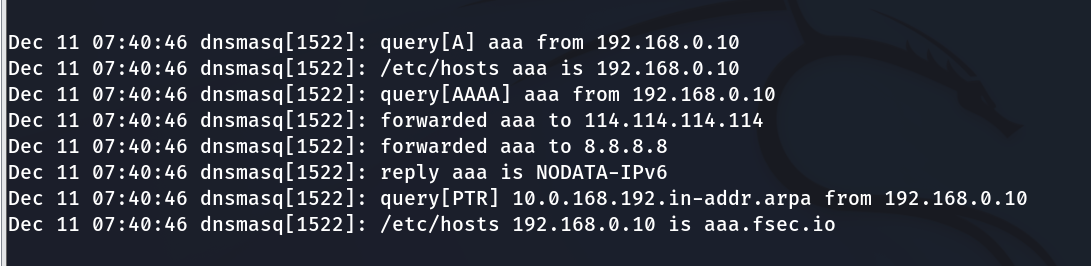 Dec 11 07:40:46 dnsmasq[1522]: query[A] aaa from 192.168.0.10
Dec 11 07:40:46 dnsmasq[1522]: /etc/hosts aaa is 192.168.0.10
Dec 11 07:40:46 dnsmasq[1522]: query[AAAA] aaa from 192.168.0.10
Dec 11 07:40:46 dnsmasq[1522]: forwarded aaa to 114.114.114.114
Dec 11 07:40:46 dnsmasq[1522]: forwarded aaa to 8.8.8.8
Dec 11 07:40:46 dnsmasq[1522]: reply aaa is NODATA-IPv6
Dec 11 07:40:46 dnsmasq[1522]: query[PTR] 10.0.168.192.in-addr.arpa from 192.168.0.10
Dec 11 07:40:46 dnsmasq[1522]: /etc/hosts 192.168.0.10 is aaa.fsec.io